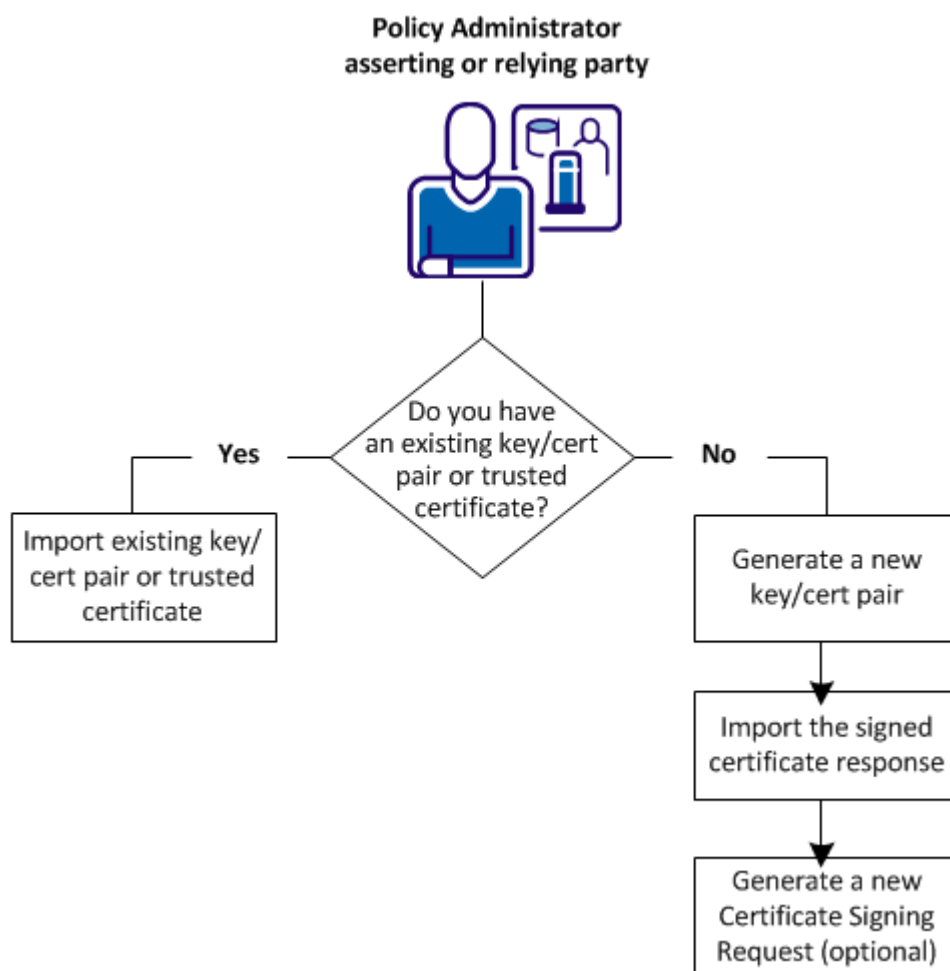 Policy Administrator
asserting or relying party
Do you have
an existing key/cert
pair or trusted
certificate?
Yes
No
Import existing key/
cert pair or trusted
certificate
Generate a new
key/cert pair
Import the signed
certificate response
Generate a new
Certificate Signing
Request (optional)